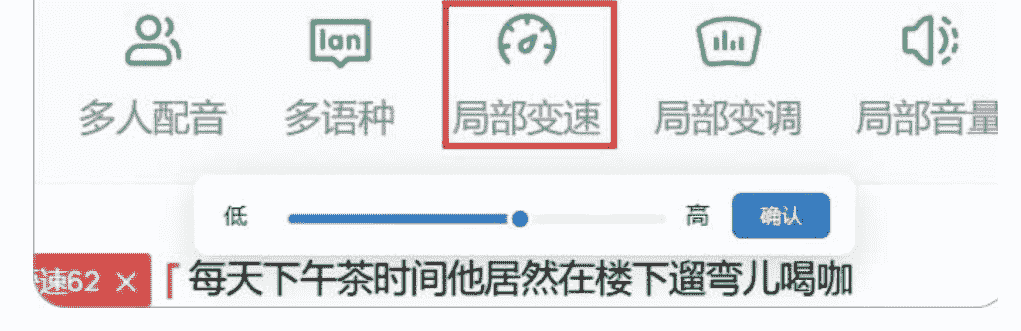 lan
多人配音 多语种 局部变速 局部变调 局部音量
低 高 确认
速62 × 每天下午茶时间他居然在楼下遛弯儿喝咖